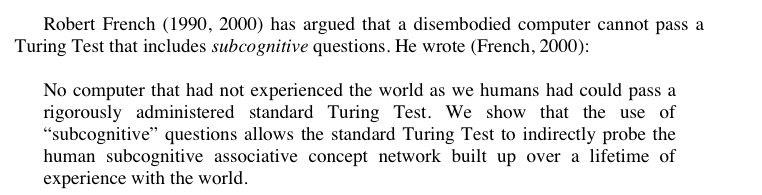 Robert French (1990, 2000) has argued that a disembodied computer cannot pass a
Turing Test that includes subcognitive questions. He wrote (French, 2000):
No computer that had not experienced the world as we humans had could pass a
rigorously administered standard Turing Test. We show that the use of
“subcognitive” questions allows the standard Turing Test to indirectly probe the
human subcognitive associative concept network built up over a lifetime of
experience with the world.